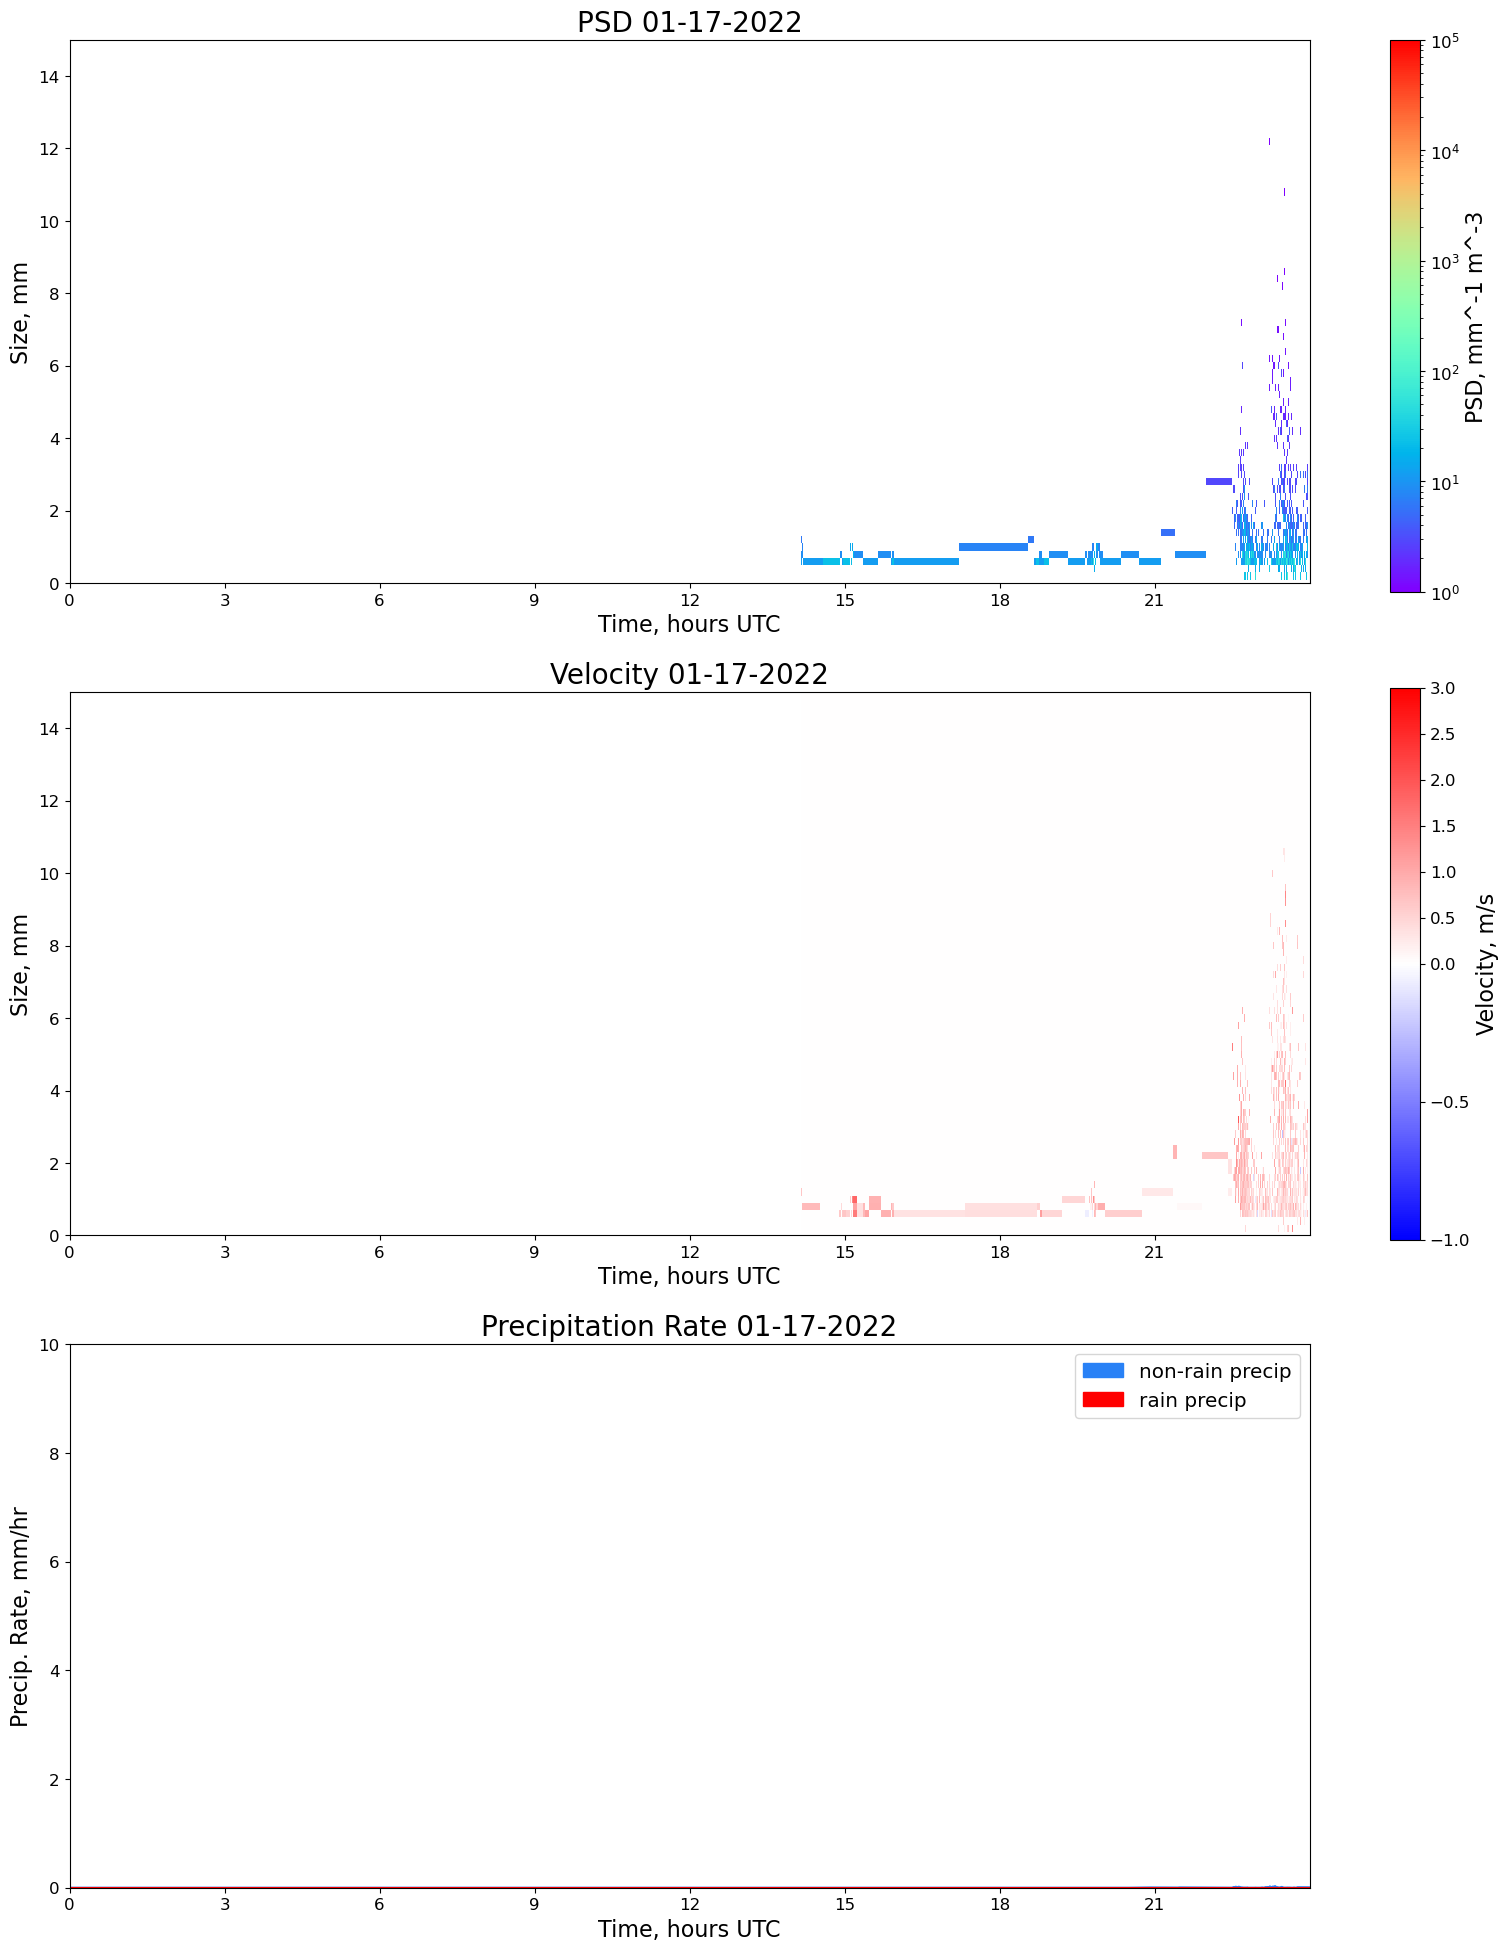 PSD 01-17-2022
Size, mm
14
12
10
8
6
4
2
0
0 3 6 9 12 15 18 21
Time, hours UTC
10^5
10^4
10^3
10^2
10^1
10^0
PSD, mm^-1 m^-3
Velocity 01-17-2022
Size, mm
14
12
10
8
6
4
2
0
0 3 6 9 12 15 18 21
Time, hours UTC
3.0
2.5
2.0
1.5
1.0
0.5
0.0
−0.5
−1.0
Velocity, m/s
Precipitation Rate 01-17-2022
Precip. Rate, mm/hr
10
8
6
4
2
0
0 3 6 9 12 15 18 21
Time, hours UTC
non-rain precip
rain precip